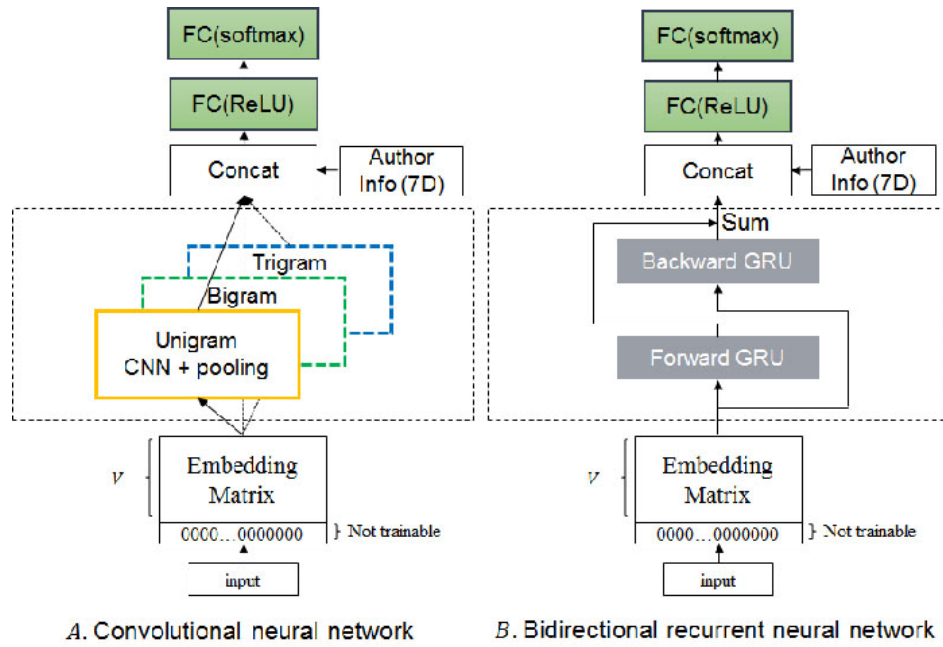 FC(softmax)
FC(ReLU)
Concat
Author
Info (7D)
Trigram
Bigram
Unigram
CNN + pooling
V
Embedding
Matrix
0000...0000000
} Not trainable
input
A. Convolutional neural network
FC(softmax)
FC(ReLU)
Concat
Author
Info (7D)
Sum
Backward GRU
Forward GRU
V
Embedding
Matrix
0000...0000000
} Not trainable
input
B. Bidirectional recurrent neural network